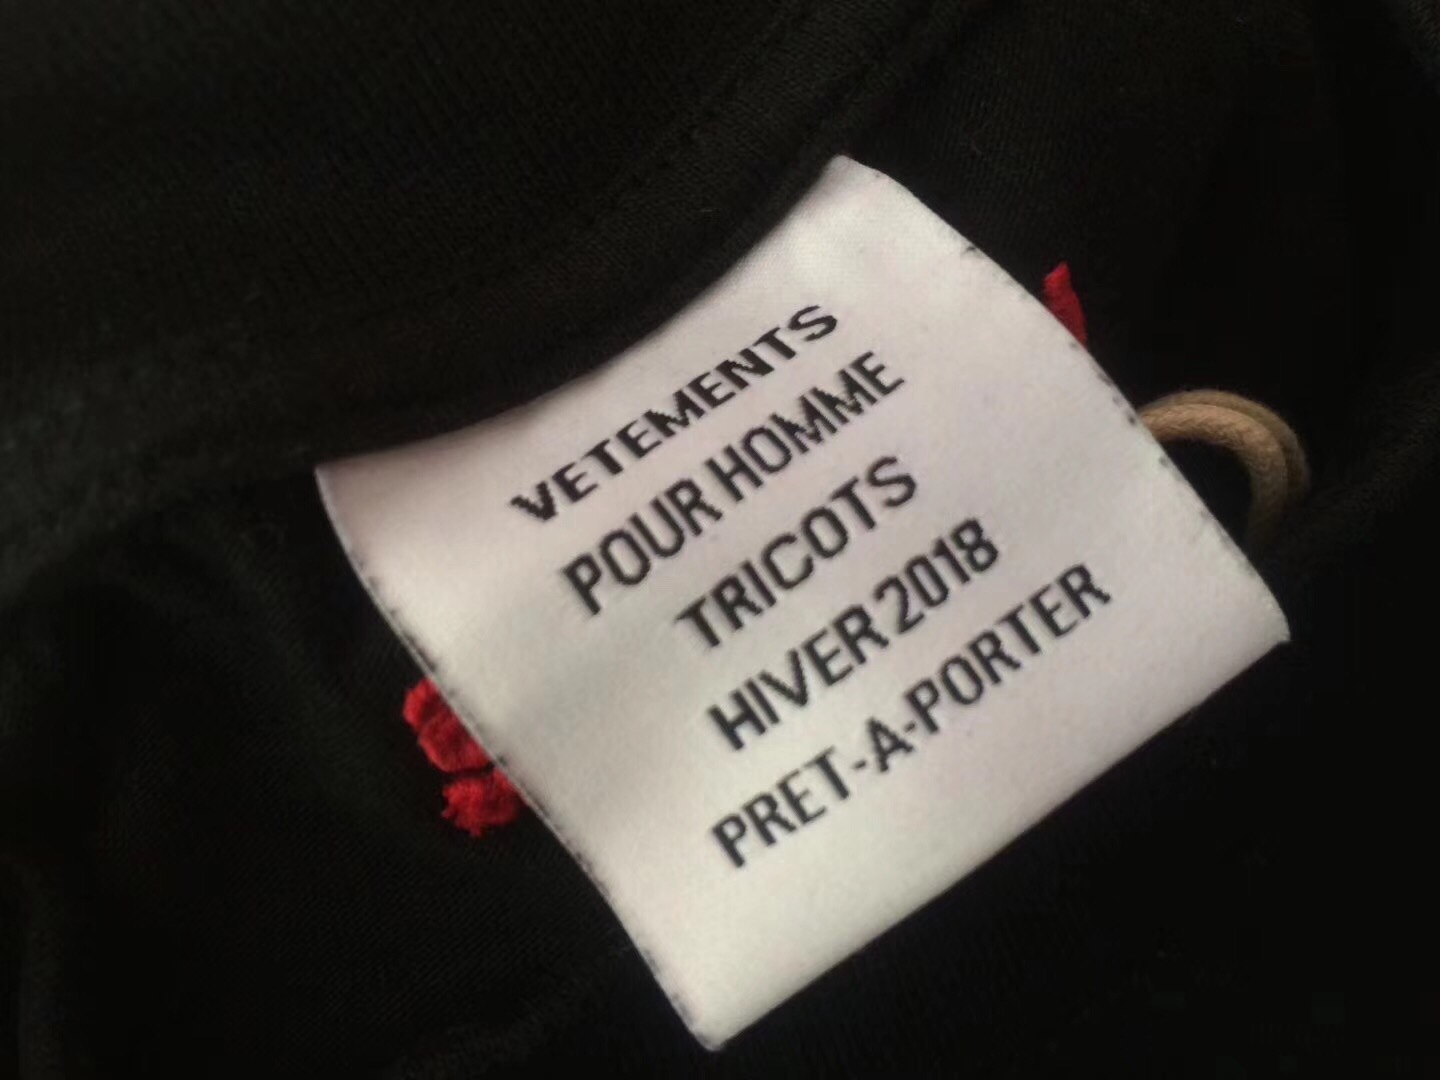 VETEMENTS
POUR HOMME
TRICOTS
HIVER 2018
PRET-A-PORTER